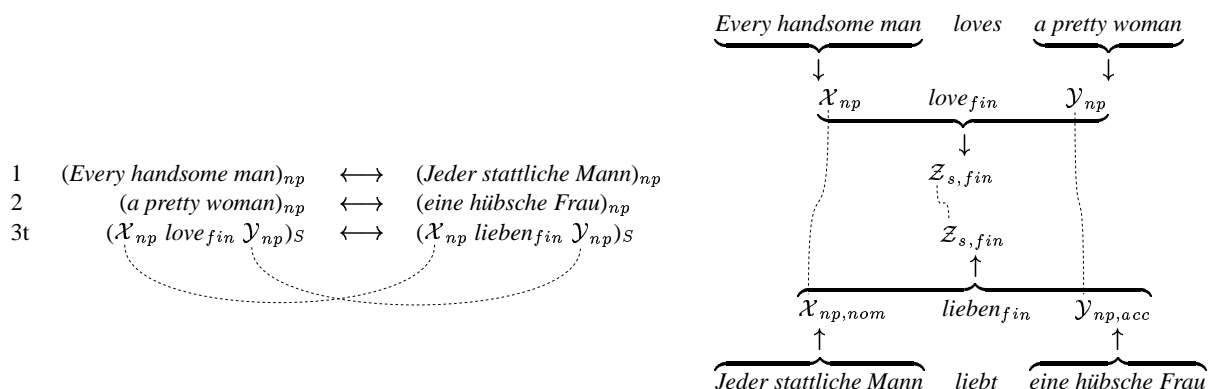 1 (Every handsome man)np ⟷ (Jeder stattliche Mann)np
2 (a pretty woman)np ⟷ (eine hübsche Frau)np
3t (𝒳np lovefin 𝒴np)S ⟷ (𝒳np liebenfin 𝒴np)S
Every handsome man loves a pretty woman
𝒳np lovefin 𝒴np
𝒵s,fin
𝒵s,fin
𝒳np,nom liebenfin 𝒴np,acc
Jeder stattliche Mann liebt eine hübsche Frau